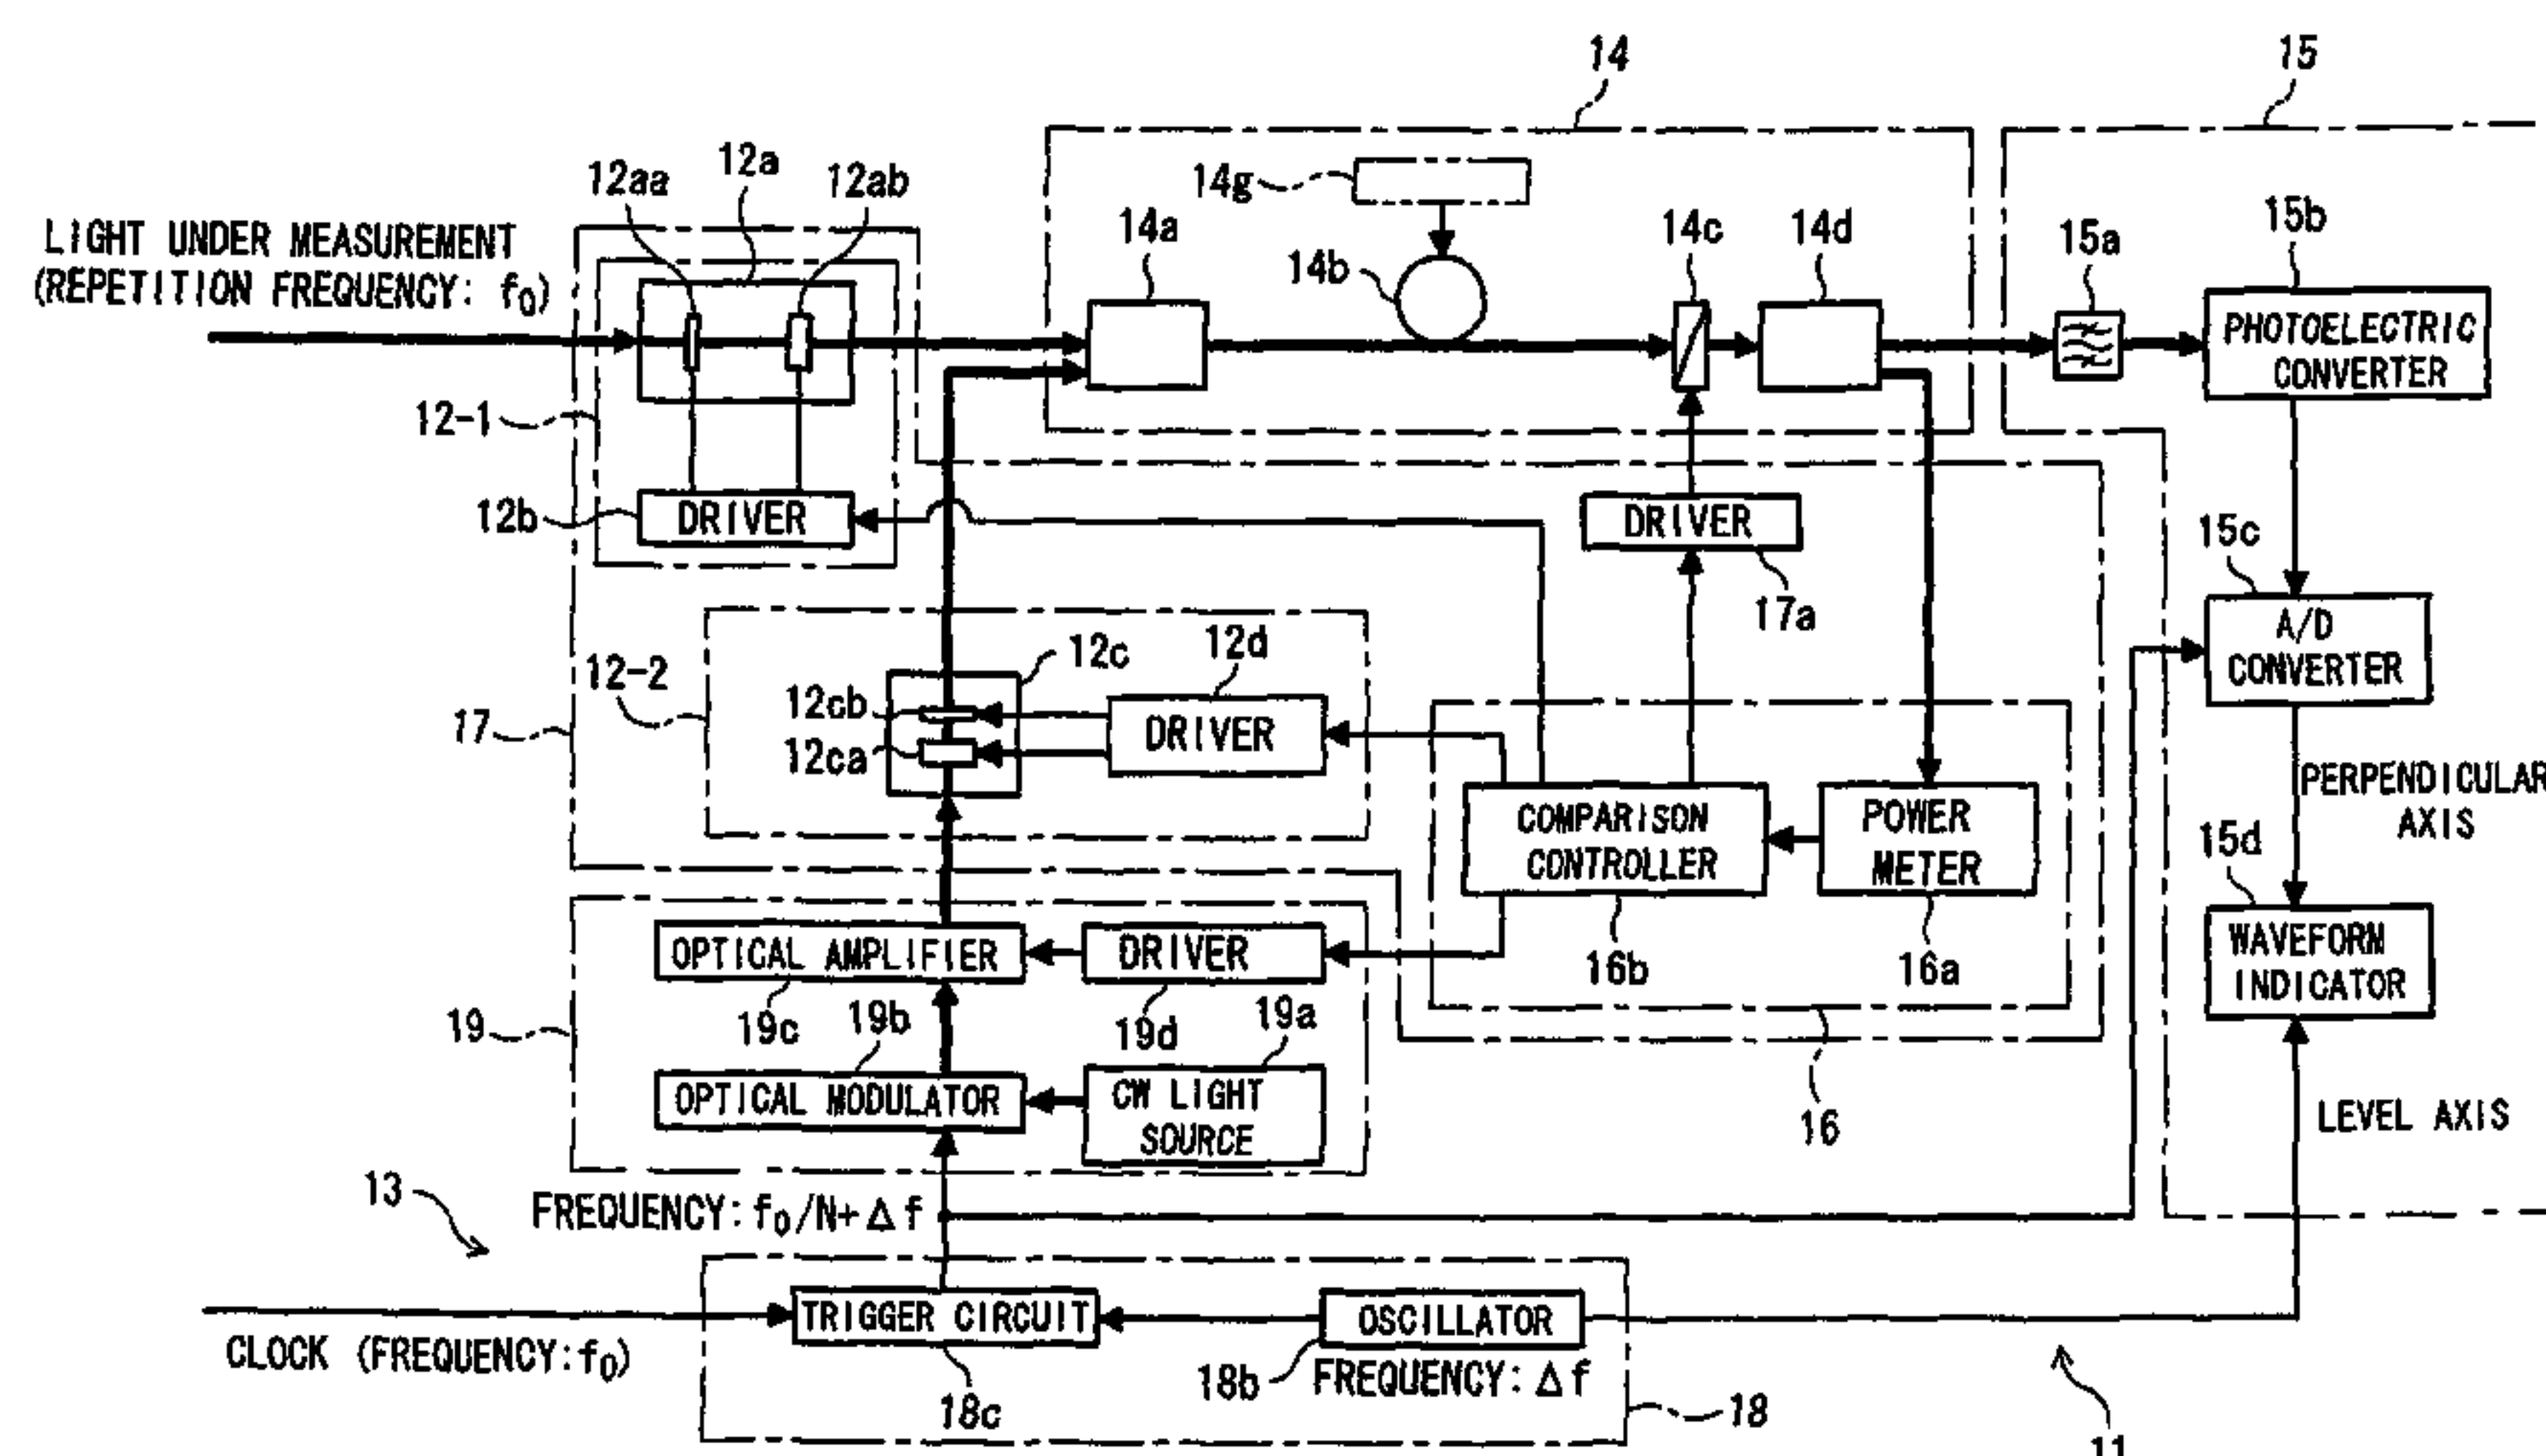 14
15
12aa
12a
12ab
14g
LIGHT UNDER MEASUREMENT
(REPETITION FREQUENCY: f0)
14a
14b
14c
14d
15a
15b
PHOTOELECTRIC
CONVERTER
12-1
12b
DRIVER
DRIVER
17a
15c
A/D
CONVERTER
12-2
12c
12d
12cb
12ca
DRIVER
17
COMPARISON
CONTROLLER
POWER
METER
PERPENDICULAR
AXIS
15d
WAVEFORM
INDICATOR
16b
16a
OPTICAL AMPLIFIER
DRIVER
19
19c
19b
19d
19a
OPTICAL MODULATOR
CW LIGHT
SOURCE
16
LEVEL AXIS
13
FREQUENCY: f0/N+Δf
TRIGGER CIRCUIT
OSCILLATOR
CLOCK (FREQUENCY:f0)
18c
18b
FREQUENCY: Δf
18
11